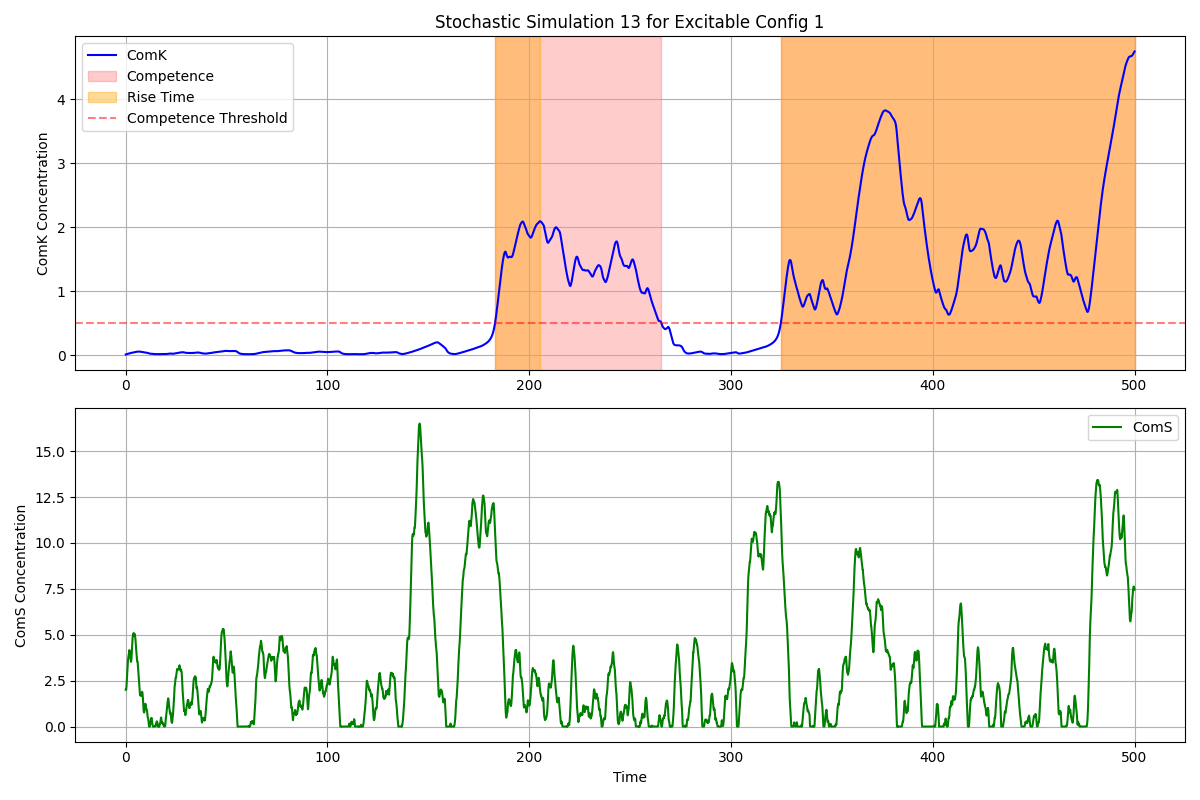 Stochastic Simulation 13 for Excitable Config 1
ComK
Competence
Rise Time
Competence Threshold
ComK Concentration
4
3
2
1
0
0 100 200 300 400 500
ComS
ComS Concentration
15.0
12.5
10.0
7.5
5.0
2.5
0.0
0 100 200 300 400 500
Time